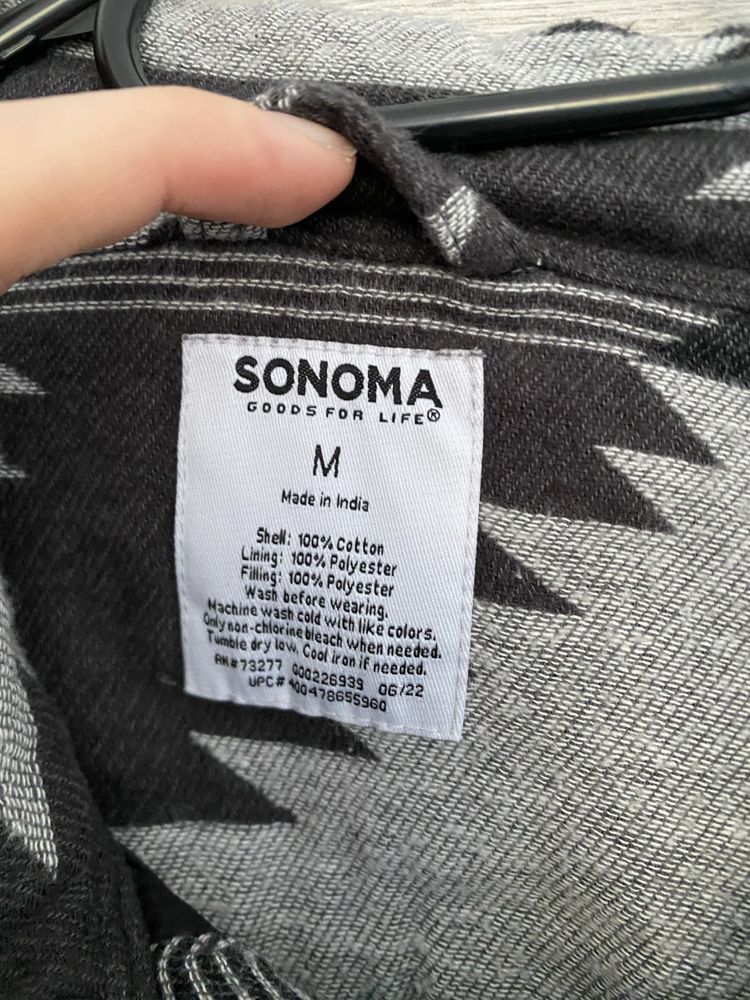 SONOMA
GOODS FOR LIFE®
M
Made in India
Shell: 100% Cotton
Lining: 100% Polyester
Filling: 100% Polyester
Wash before wearing.
Machine wash cold with like colors.
Only non-chlorine bleach when needed.
Tumble dry low. Cool iron if needed.
RN#73277 000226939 06/22
UPC# 400478655960